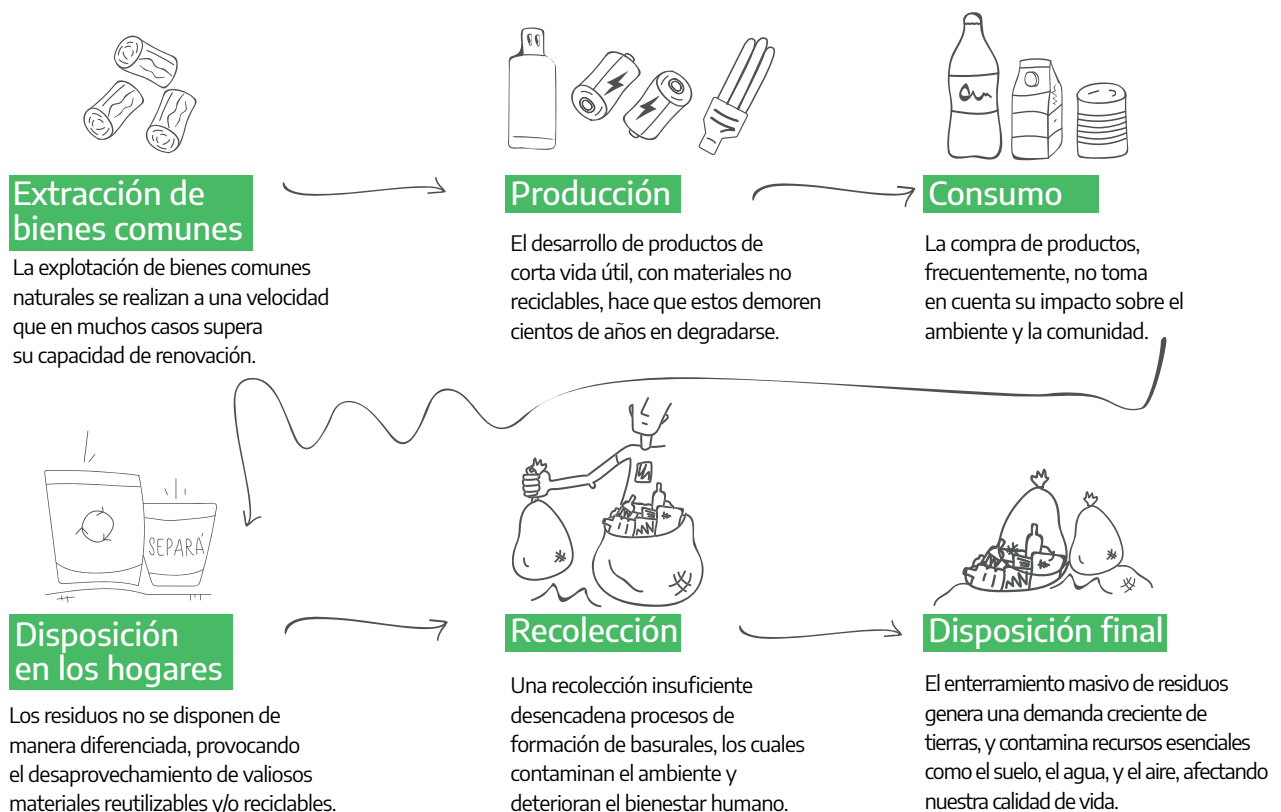 Extracción de
bienes comunes
La explotación de bienes comunes
naturales se realizan a una velocidad
que en muchos casos supera
su capacidad de renovación.
Producción
El desarrollo de productos de
corta vida útil, con materiales no
reciclables, hace que estos demoren
cientos de años en degradarse.
Consumo
La compra de productos,
frecuentemente, no toma
en cuenta su impacto sobre el
ambiente y la comunidad.
SEPARÁ
Disposición
en los hogares
Los residuos no se disponen de
manera diferenciada, provocando
el desaprovechamiento de valiosos
materiales reutilizables y/o reciclables.
Recolección
Una recolección insuficiente
desencadena procesos de
formación de basurales, los cuales
contaminan el ambiente y
deterioran el bienestar humano.
Disposición final
El enterramiento masivo de residuos
genera una demanda creciente de
tierras, y contamina recursos esenciales
como el suelo, el agua, y el aire, afectando
nuestra calidad de vida.